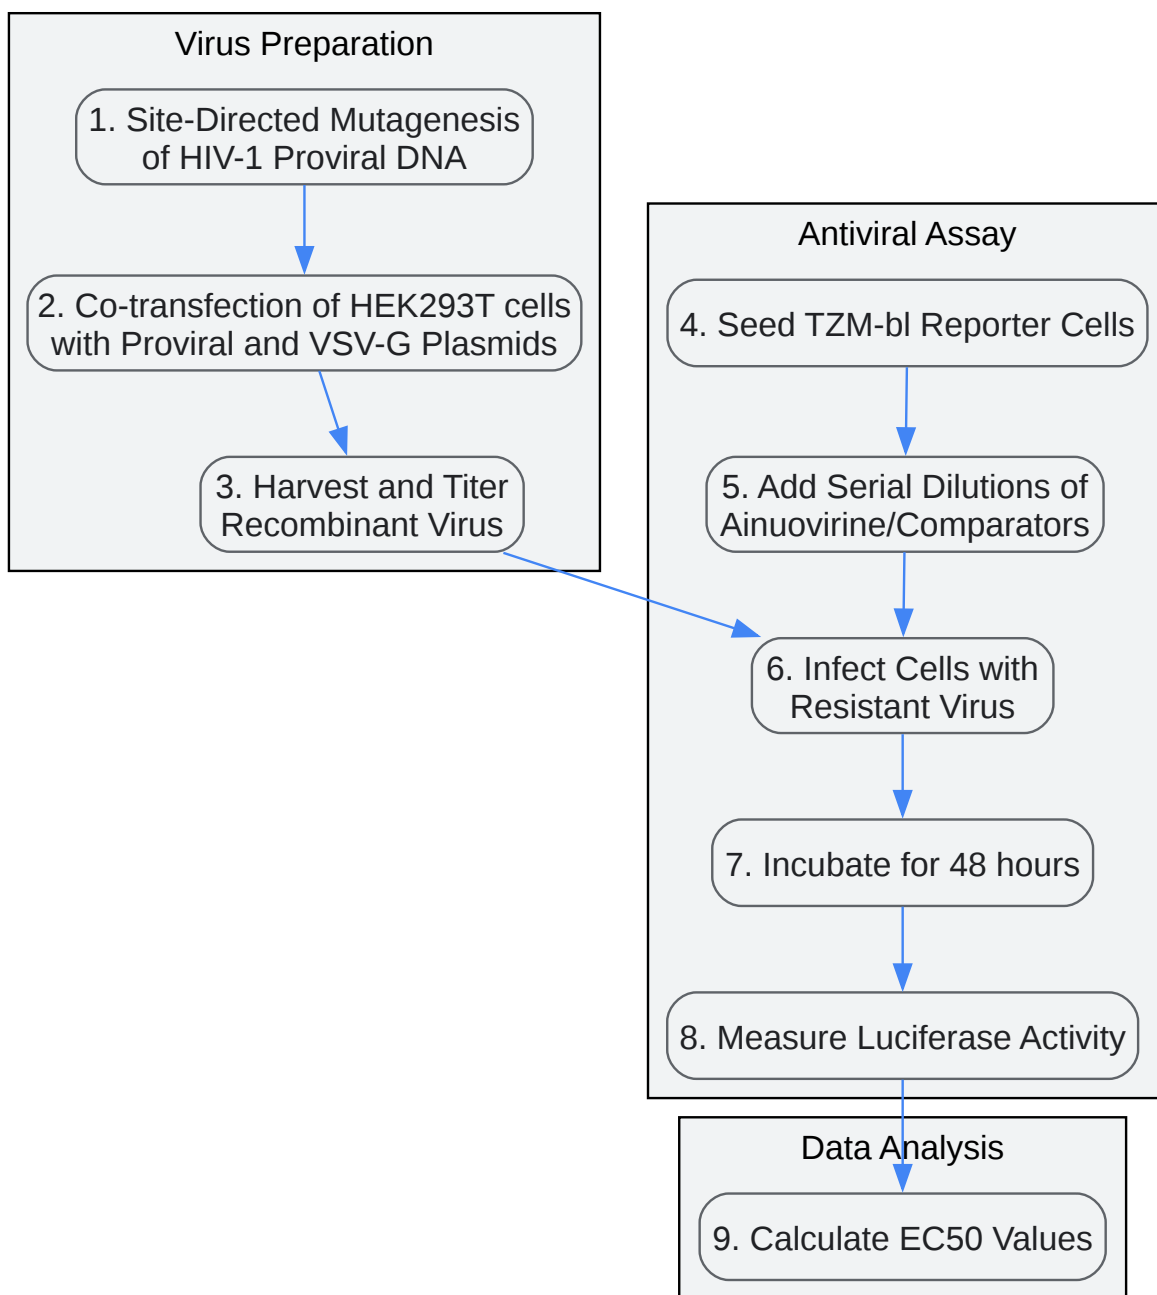 Virus Preparation
1. Site-Directed Mutagenesis
of HIV-1 Proviral DNA
2. Co-transfection of HEK293T cells
with Proviral and VSV-G Plasmids
3. Harvest and Titer
Recombinant Virus
Antiviral Assay
4. Seed TZM-bl Reporter Cells
5. Add Serial Dilutions of
Ainuovirine/Comparators
6. Infect Cells with
Resistant Virus
7. Incubate for 48 hours
8. Measure Luciferase Activity
Data Analysis
9. Calculate EC50 Values